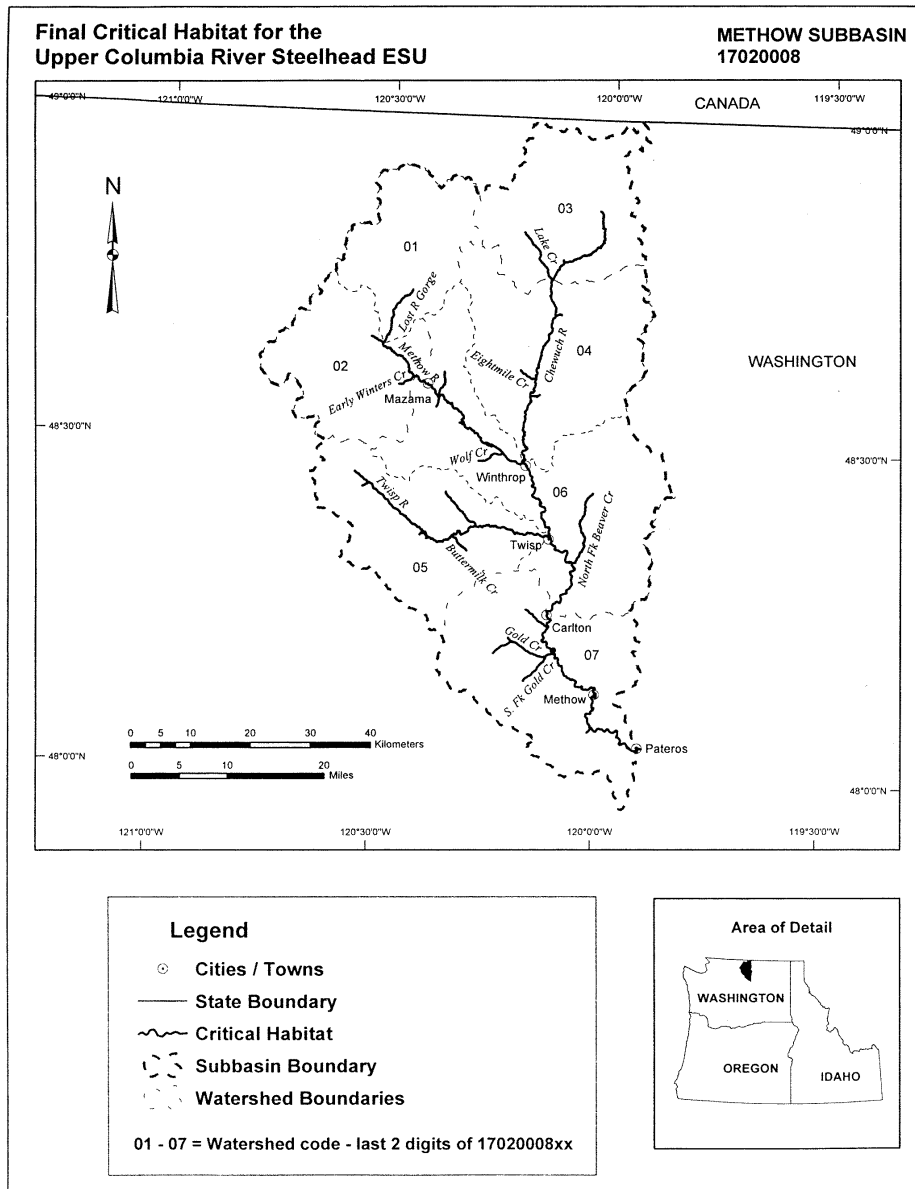 Final Critical Habitat for the
Upper Columbia River Steelhead ESU
METHOW SUBBASIN
17020008
49°0'0"N
121°0'0"W
120°30'0"W
120°0'0"W
119°30'0"W
CANADA
49°0'0"N
N
03
01
Lake Cr
Lost R Gorge
02
Methow R
Eightmile Cr
Chewuch R
04
WASHINGTON
Early Winters Cr
Mazama
48°30'0"N
48°30'0"N
Wolf Cr
Winthrop
Twisp R
06
North Fk Beaver Cr
Twisp
Buttermilk Cr
05
Carlton
Gold Cr
07
S. Fk Gold Cr
Methow
0 5 10 20 30 40
Kilometers
Pateros
48°0'0"N
0 5 10 20
Miles
48°0'0"N
121°0'0"W
120°30'0"W
120°0'0"W
119°30'0"W
Legend
Cities / Towns
State Boundary
Critical Habitat
Subbasin Boundary
Watershed Boundaries
01 - 07 = Watershed code - last 2 digits of 17020008xx
Area of Detail
WASHINGTON
OREGON
IDAHO